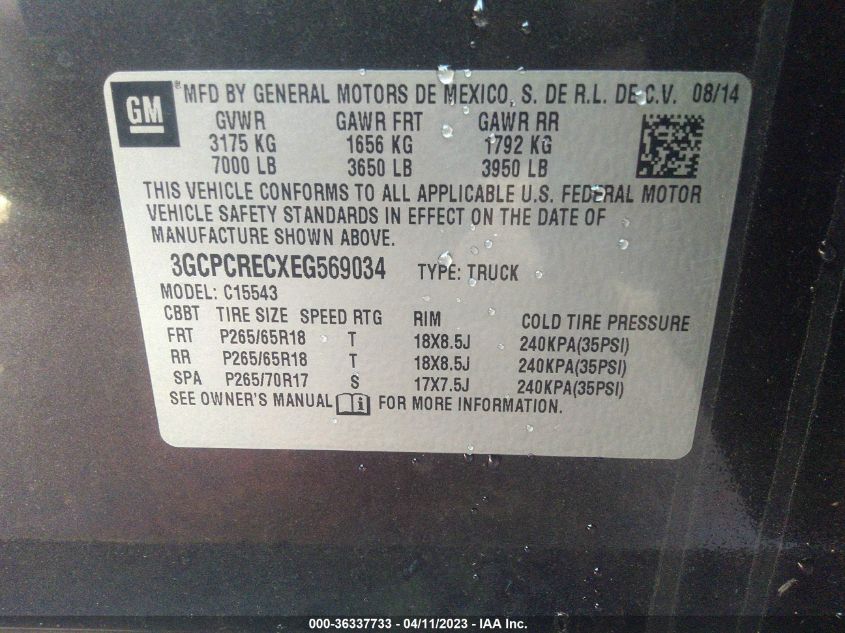 GM ® MFD BY GENERAL MOTORS DE MEXICO, S. DE R.L. DE C.V. 08/14
GVWR GAWR FRT GAWR RR
3175 KG 1656 KG 1792 KG
7000 LB 3650 LB 3950 LB
THIS VEHICLE CONFORMS TO ALL APPLICABLE U.S. FEDERAL MOTOR
VEHICLE SAFETY STANDARDS IN EFFECT ON THE DATE OF
MANUFACTURE SHOWN ABOVE.
3GCPCRECXEG569034 TYPE: TRUCK
MODEL: C15543
CBBT TIRE SIZE SPEED RTG RIM COLD TIRE PRESSURE
FRT P265/65R18 T 18X8.5J 240KPA(35PSI)
RR P265/65R18 T 18X8.5J 240KPA(35PSI)
SPA P265/70R17 S 17X7.5J 240KPA(35PSI)
SEE OWNER'S MANUAL i FOR MORE INFORMATION.
000-36337733 - 04/11/2023 - IAA Inc.